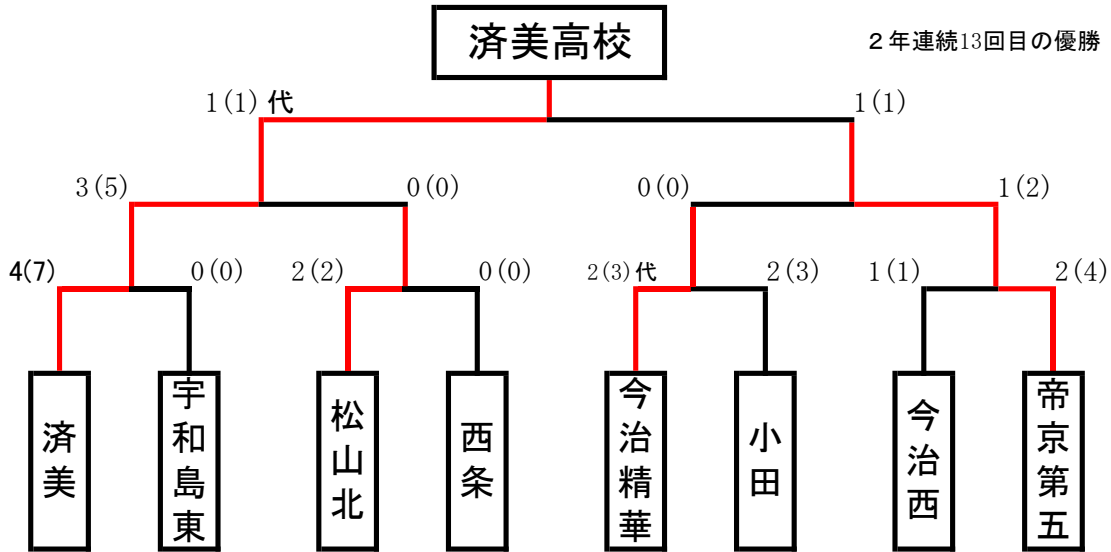 済美高校
２年連続13回目の優勝
1(1) 代
1(1)
3(5)
0(0)
0(0)
1(2)
4(7)
0(0)
2(2)
0(0)
2(3) 代
2(3)
1(1)
2(4)
済美
宇和島東
松山北
西条
今治精華
小田
今治西
帝京第五